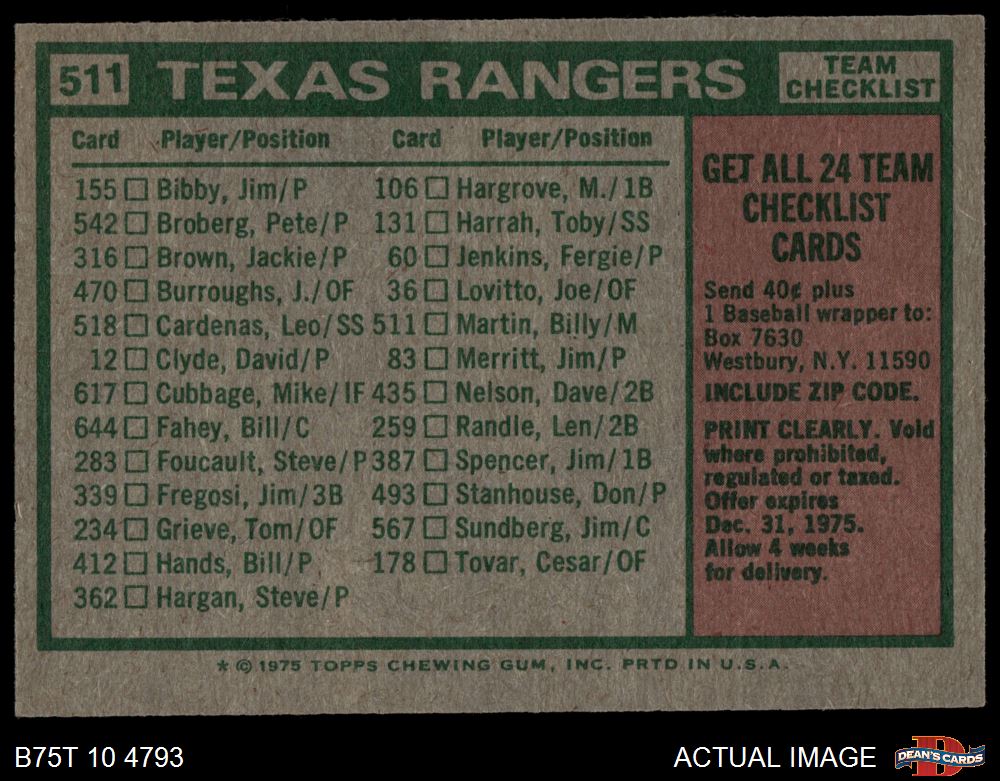 511 TEXAS RANGERS
TEAM
CHECKLIST
Card Player/Position Card Player/Position
155 □ Bibby, Jim/P 106 □ Hargrove, M./1B
542 □ Broberg, Pete/P 131 □ Harrah, Toby/SS
316 □ Brown, Jackie/P 60 □ Jenkins, Fergie/P
470 □ Burroughs, J./OF 36 □ Lovitto, Joe/OF
518 □ Cardenas, Leo/SS 511 □ Martin, Billy/M
12 □ Clyde, David/P 83 □ Merritt, Jim/P
617 □ Cubbage, Mike/IF 435 □ Nelson, Dave/2B
644 □ Fahey, Bill/C 259 □ Randle, Len/2B
283 □ Foucault, Steve/P 387 □ Spencer, Jim/1B
339 □ Fregosi, Jim/3B 493 □ Stanhouse, Don/P
234 □ Grieve, Tom/OF 567 □ Sundberg, Jim/C
412 □ Hands, Bill/P 178 □ Tovar, Cesar/OF
362 □ Hargan, Steve/P
GET ALL 24 TEAM
CHECKLIST
CARDS
Send 40¢ plus
1 Baseball wrapper to:
Box 7630
Westbury, N.Y. 11590
INCLUDE ZIP CODE.
PRINT CLEARLY. Void
where prohibited,
regulated or taxed.
Offer expires
Dec. 31, 1975.
Allow 4 weeks
for delivery.
* © 1975 TOPPS CHEWING GUM, INC. PRTD IN U.S.A.
B75T 10 4793
ACTUAL IMAGE
DEAN'S CARDS